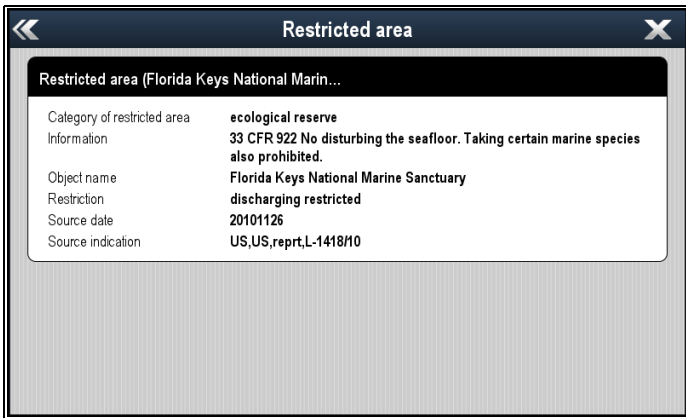 Restricted area
Restricted area (Florida Keys National Marin...
Category of restricted area ecological reserve
Information 33 CFR 922 No disturbing the seafloor. Taking certain marine species
also prohibited.
Object name Florida Keys National Marine Sanctuary
Restriction discharging restricted
Source date 20101126
Source indication US,US,reprt,L-1418/10